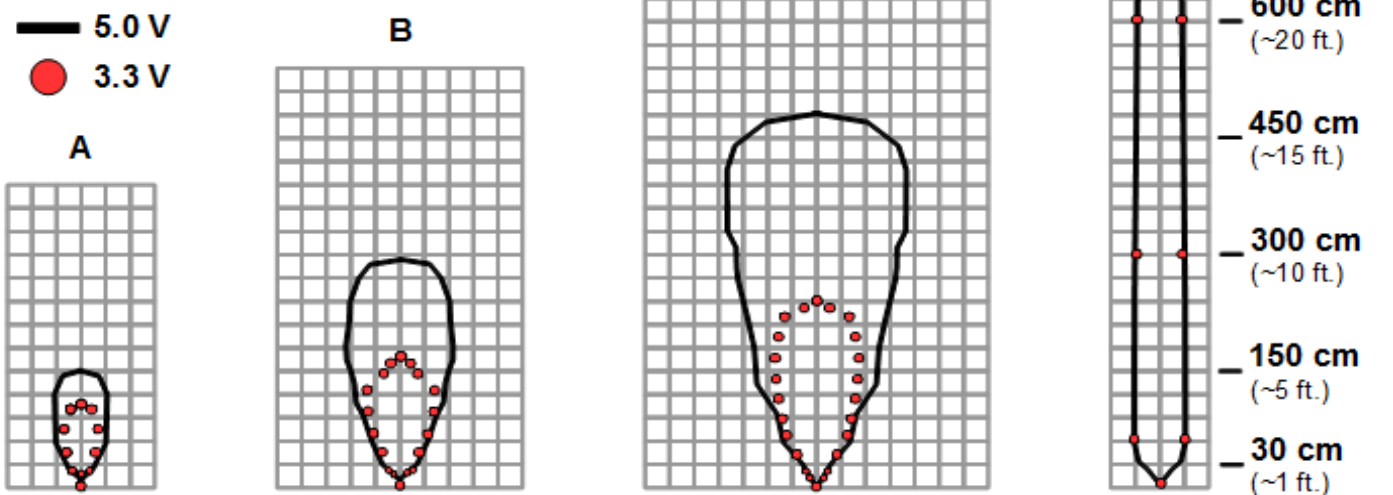 5.0 V
3.3 V
A
B
600 cm
(~20 ft.)
450 cm
(~15 ft.)
300 cm
(~10 ft.)
150 cm
(~5 ft.)
30 cm
(~1 ft.)